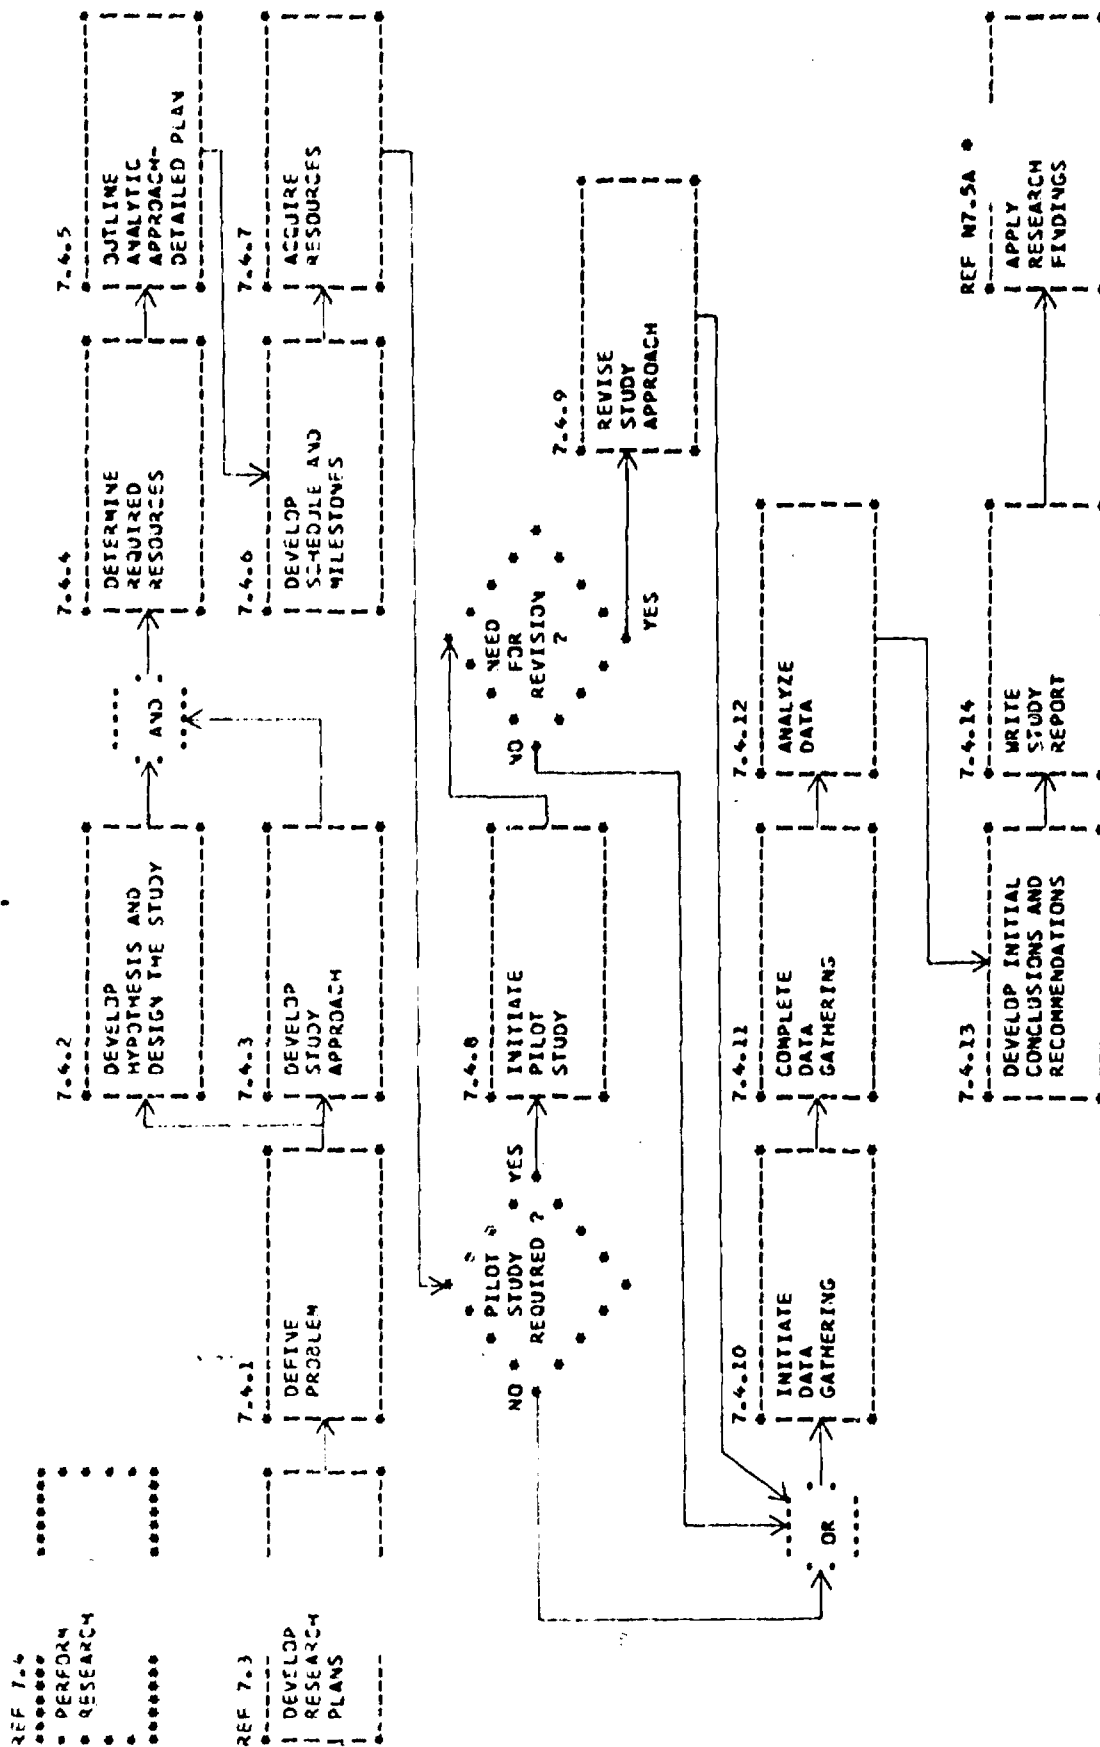 REF 7.4
PERFORM
RESEARCH
REF 7.3
DEVELOP
RESEARCH
PLANS
7.4.1
DEFINE
PROBLEM
7.4.2
DEVELOP
HYPOTHESIS AND
DESIGN THE STUDY
7.4.3
DEVELOP
STUDY
APPROACH
AND
7.4.4
DETERMINE
REQUIRED
RESOURCES
7.4.5
OUTLINE
ANALYTIC
APPROACH-
DETAILED PLAN
7.4.6
DEVELOP
SCHEDULE AND
MILESTONES
7.4.7
ACQUIRE
RESOURCES
PILOT
STUDY
REQUIRED ?
NO
YES
7.4.8
INITIATE
PILOT
STUDY
NEED
FOR
REVISION
?
NO
YES
7.4.9
REVISE
STUDY
APPROACH
OR
7.4.10
INITIATE
DATA
GATHERING
7.4.11
COMPLETE
DATA
GATHERING
7.4.12
ANALYZE
DATA
7.4.13
DEVELOP INITIAL
CONCLUSIONS AND
RECOMMENDATIONS
7.4.14
WRITE
STUDY
REPORT
REF N7.5A
APPLY
RESEARCH
FINDINGS